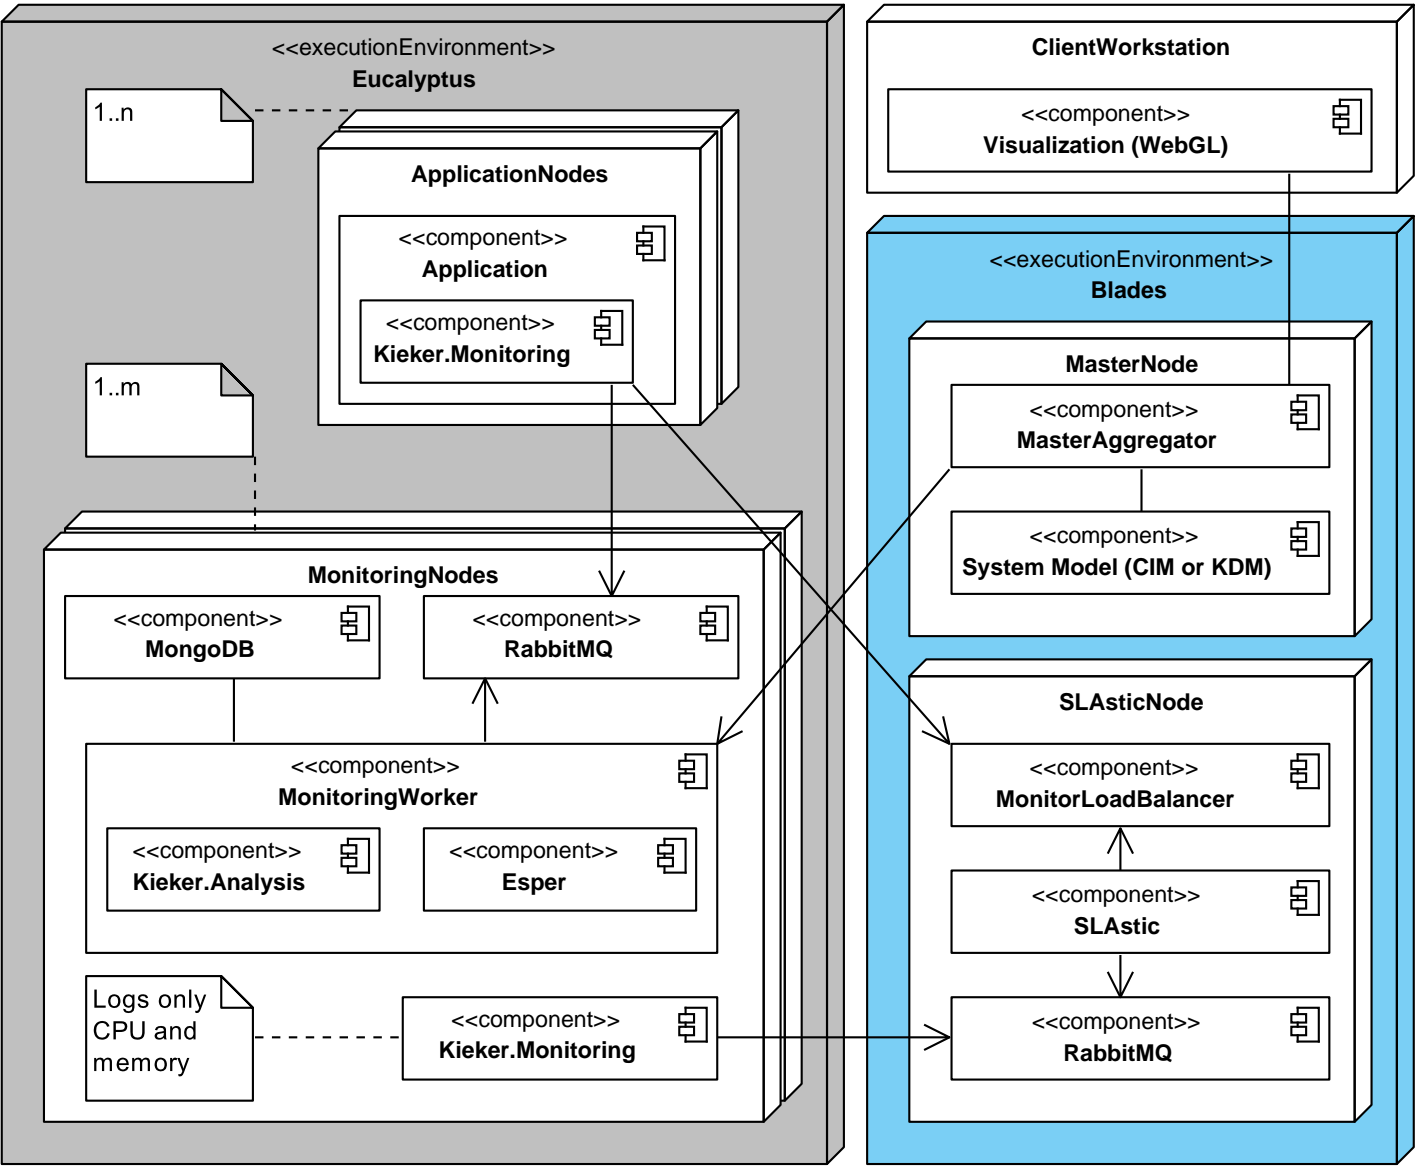 <<executionEnvironment>>
Eucalyptus
1..n
ApplicationNodes
<<component>>
Application
<<component>>
Kieker.Monitoring
1..m
MonitoringNodes
<<component>>
MongoDB
<<component>>
RabbitMQ
<<component>>
MonitoringWorker
<<component>>
Kieker.Analysis
<<component>>
Esper
Logs only
CPU and
memory
<<component>>
Kieker.Monitoring
ClientWorkstation
<<component>>
Visualization (WebGL)
<<executionEnvironment>>
Blades
MasterNode
<<component>>
MasterAggregator
<<component>>
System Model (CIM or KDM)
SLAsticNode
<<component>>
MonitorLoadBalancer
<<component>>
SLAstic
<<component>>
RabbitMQ